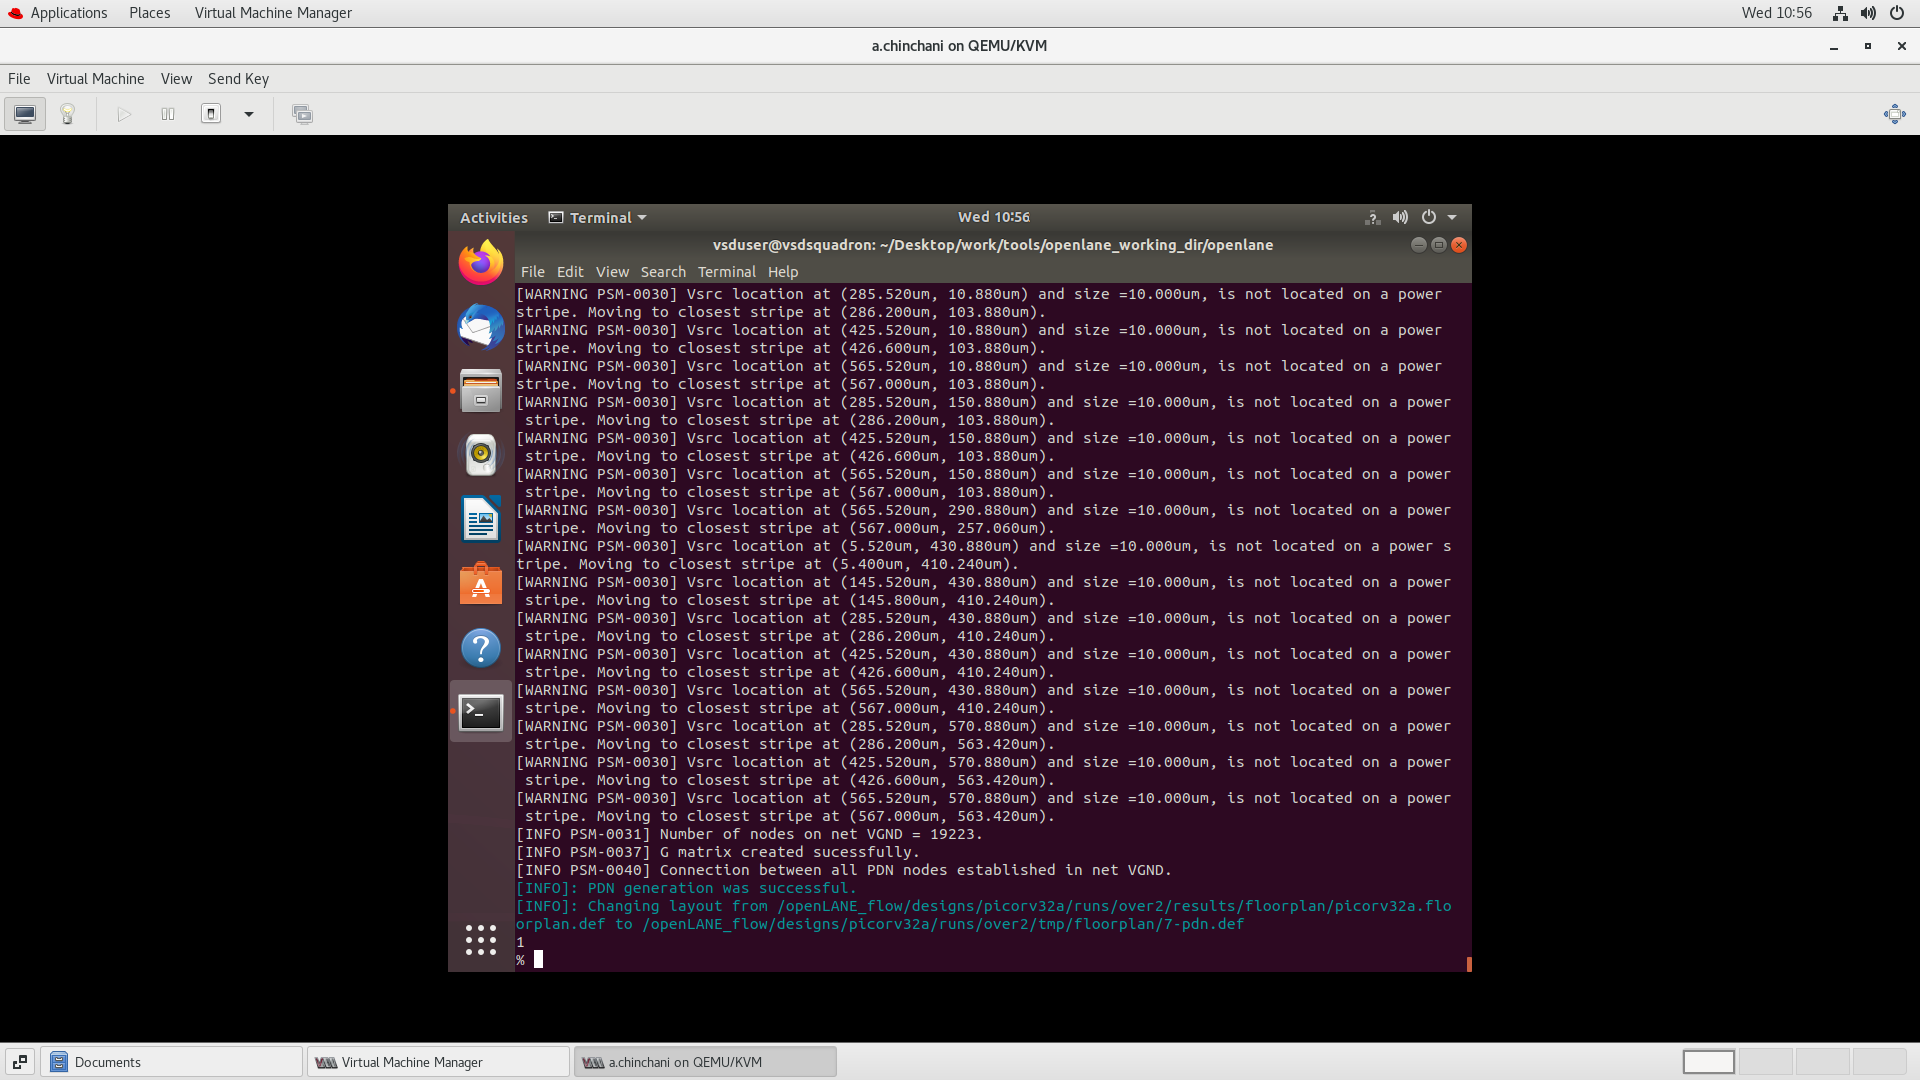 Applications Places Virtual Machine Manager Wed 10:56
a.chinchani on QEMU/KVM
File Virtual Machine View Send Key
Activities Terminal Wed 10:56
vsduser@vsdsquadron: ~/Desktop/work/tools/openlane_working_dir/openlane
File Edit View Search Terminal Help
[WARNING PSM-0030] Vsrc location at (285.520um, 10.880um) and size =10.000um, is not located on a power
stripe. Moving to closest stripe at (286.200um, 103.880um).
[WARNING PSM-0030] Vsrc location at (425.520um, 10.880um) and size =10.000um, is not located on a power
stripe. Moving to closest stripe at (426.600um, 103.880um).
[WARNING PSM-0030] Vsrc location at (565.520um, 10.880um) and size =10.000um, is not located on a power
stripe. Moving to closest stripe at (567.000um, 103.880um).
[WARNING PSM-0030] Vsrc location at (285.520um, 150.880um) and size =10.000um, is not located on a power
 stripe. Moving to closest stripe at (286.200um, 103.880um).
[WARNING PSM-0030] Vsrc location at (425.520um, 150.880um) and size =10.000um, is not located on a power
 stripe. Moving to closest stripe at (426.600um, 103.880um).
[WARNING PSM-0030] Vsrc location at (565.520um, 150.880um) and size =10.000um, is not located on a power
 stripe. Moving to closest stripe at (567.000um, 103.880um).
[WARNING PSM-0030] Vsrc location at (565.520um, 290.880um) and size =10.000um, is not located on a power
 stripe. Moving to closest stripe at (567.000um, 257.060um).
[WARNING PSM-0030] Vsrc location at (5.520um, 430.880um) and size =10.000um, is not located on a power s
tripe. Moving to closest stripe at (5.400um, 410.240um).
[WARNING PSM-0030] Vsrc location at (145.520um, 430.880um) and size =10.000um, is not located on a power
 stripe. Moving to closest stripe at (145.800um, 410.240um).
[WARNING PSM-0030] Vsrc location at (285.520um, 430.880um) and size =10.000um, is not located on a power
 stripe. Moving to closest stripe at (286.200um, 410.240um).
[WARNING PSM-0030] Vsrc location at (425.520um, 430.880um) and size =10.000um, is not located on a power
 stripe. Moving to closest stripe at (426.600um, 410.240um).
[WARNING PSM-0030] Vsrc location at (565.520um, 430.880um) and size =10.000um, is not located on a power
 stripe. Moving to closest stripe at (567.000um, 410.240um).
[WARNING PSM-0030] Vsrc location at (285.520um, 570.880um) and size =10.000um, is not located on a power
 stripe. Moving to closest stripe at (286.200um, 563.420um).
[WARNING PSM-0030] Vsrc location at (425.520um, 570.880um) and size =10.000um, is not located on a power
 stripe. Moving to closest stripe at (426.600um, 563.420um).
[WARNING PSM-0030] Vsrc location at (565.520um, 570.880um) and size =10.000um, is not located on a power
 stripe. Moving to closest stripe at (567.000um, 563.420um).
[INFO PSM-0031] Number of nodes on net VGND = 19223.
[INFO PSM-0037] G matrix created sucessfully.
[INFO PSM-0040] Connection between all PDN nodes established in net VGND.
[INFO]: PDN generation was successful.
[INFO]: Changing layout from /openLANE_flow/designs/picorv32a/runs/over2/results/floorplan/picorv32a.flo
orplan.def to /openLANE_flow/designs/picorv32a/runs/over2/tmp/floorplan/7-pdn.def
1
%
Documents Virtual Machine Manager a.chinchani on QEMU/KVM